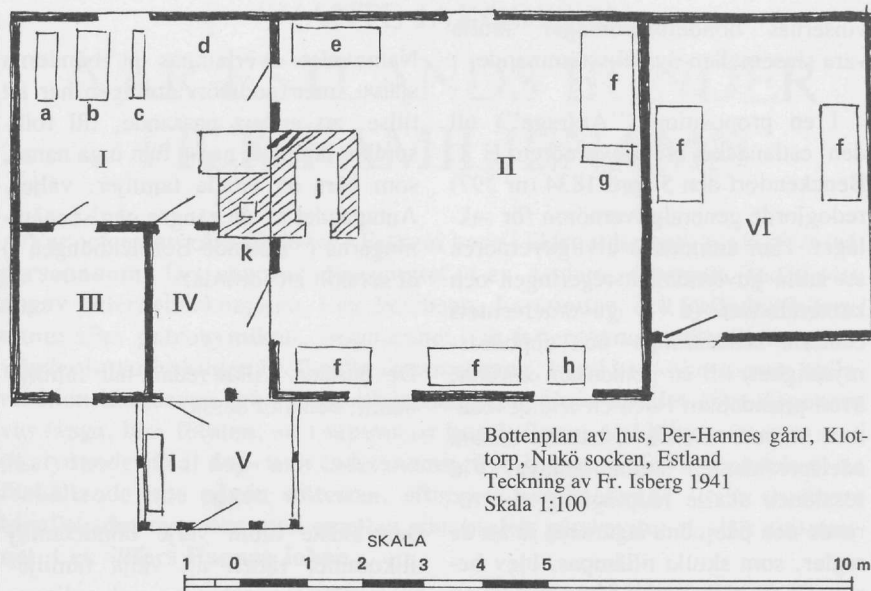 d
e
f
a
b
c
i
I
II
g
f
f
j
VI
k
III
IV
f
f
h
l
V
Bottenplan av hus, Per-Hannes gård, Klot-
torp, Nukö socken, Estland
Teckning av Fr. Isberg 1941
Skala 1:100
SKALA
1 0 1 2 3 4 5 10 m